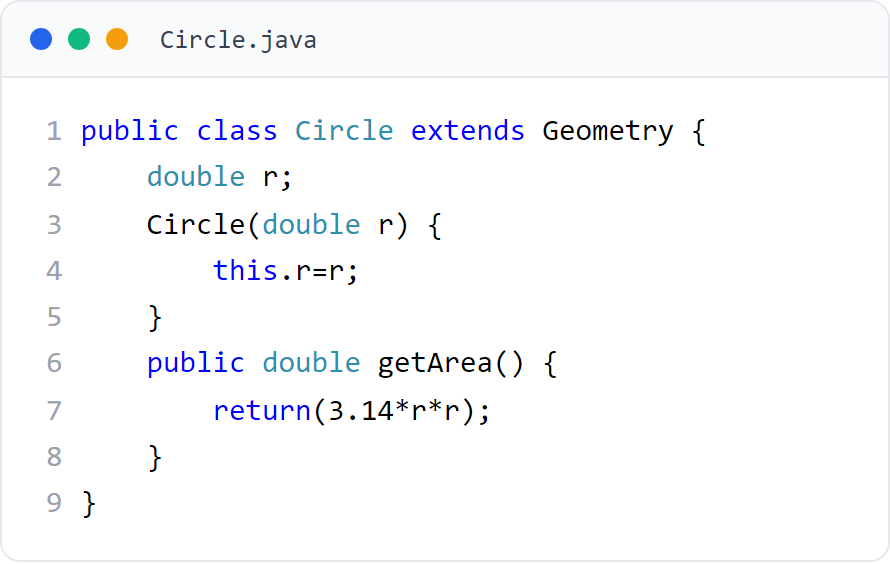 Circle.java
1 public class Circle extends Geometry {
2     double r;
3     Circle(double r) {
4         this.r=r;
5     }
6     public double getArea() {
7         return(3.14*r*r);
8     }
9 }